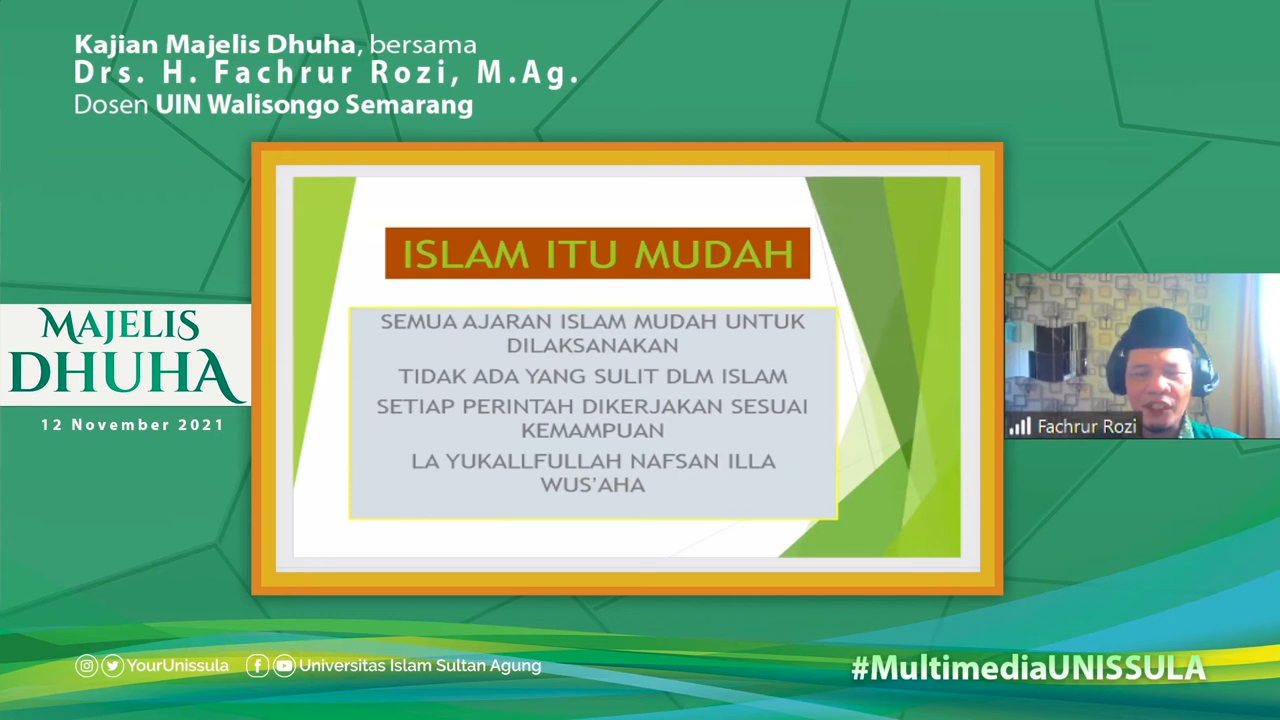 Kajian Majelis Dhuha, bersama
Drs. H. Fachrur Rozi, M.Ag.
Dosen UIN Walisongo Semarang
ISLAM ITU MUDAH
SEMUA AJARAN ISLAM MUDAH UNTUK
DILAKSANAKAN
TIDAK ADA YANG SULIT DLM ISLAM
SETIAP PERINTAH DIKERJAKAN SESUAI
KEMAMPUAN
LA YUKALLFULLAH NAFSAN ILLA
WUS'AHA
MAJELIS
DHUHA
12 November 2021
Fachrur Rozi
YourUnissula
Universitas Islam Sultan Agung
#MultimediaUNISSULA